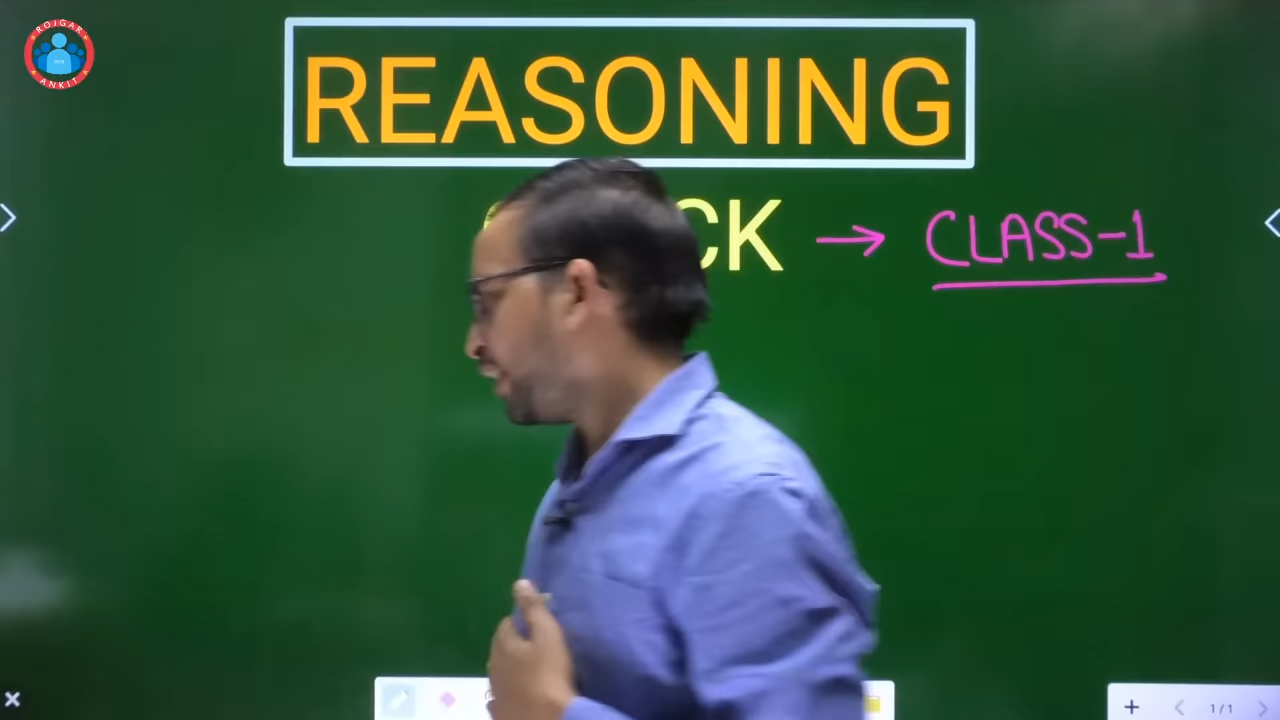 ROJGAR
ANKIT
REASONING
CK → CLASS-1
1/1